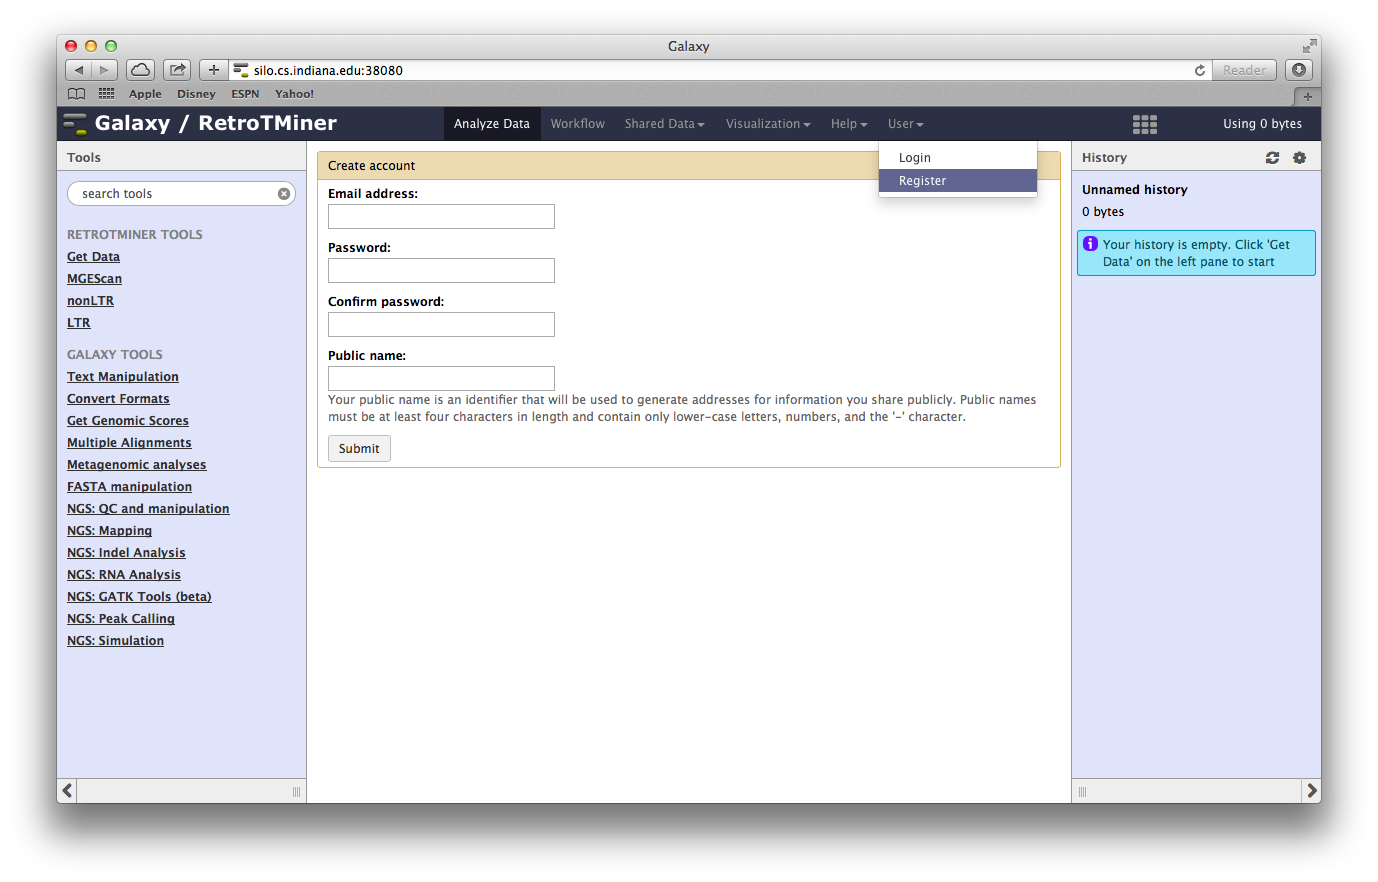 Galaxy
silo.cs.indiana.edu:38080
Reader
Apple Disney ESPN Yahoo!
Galaxy / RetroTMiner
Analyze Data Workflow Shared Data Visualization Help User
Using 0 bytes
Login
Register
Tools
search tools
RETROTMINER TOOLS
Get Data
MGEScan
nonLTR
LTR
GALAXY TOOLS
Text Manipulation
Convert Formats
Get Genomic Scores
Multiple Alignments
Metagenomic analyses
FASTA manipulation
NGS: QC and manipulation
NGS: Mapping
NGS: Indel Analysis
NGS: RNA Analysis
NGS: GATK Tools (beta)
NGS: Peak Calling
NGS: Simulation
Create account
Email address:
Password:
Confirm password:
Public name:
Your public name is an identifier that will be used to generate addresses for information you share publicly. Public names
must be at least four characters in length and contain only lower-case letters, numbers, and the '-' character.
Submit
History
Unnamed history
0 bytes
Your history is empty. Click 'Get
Data' on the left pane to start